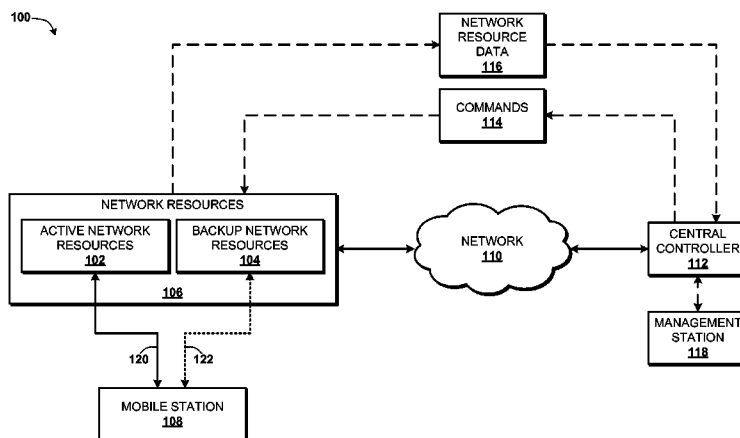 100
NETWORK
RESOURCE
DATA
116
COMMANDS
114
NETWORK RESOURCES
ACTIVE NETWORK
RESOURCES
102
BACKUP NETWORK
RESOURCES
104
106
NETWORK
110
CENTRAL
CONTROLLER
112
MANAGEMENT
STATION
118
120
122
MOBILE STATION
108